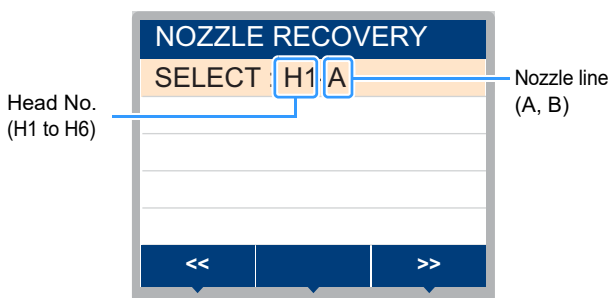 NOZZLE RECOVERY
SELECT : H1-A
Head No.
(H1 to H6)
Nozzle line
(A, B)
<< >>